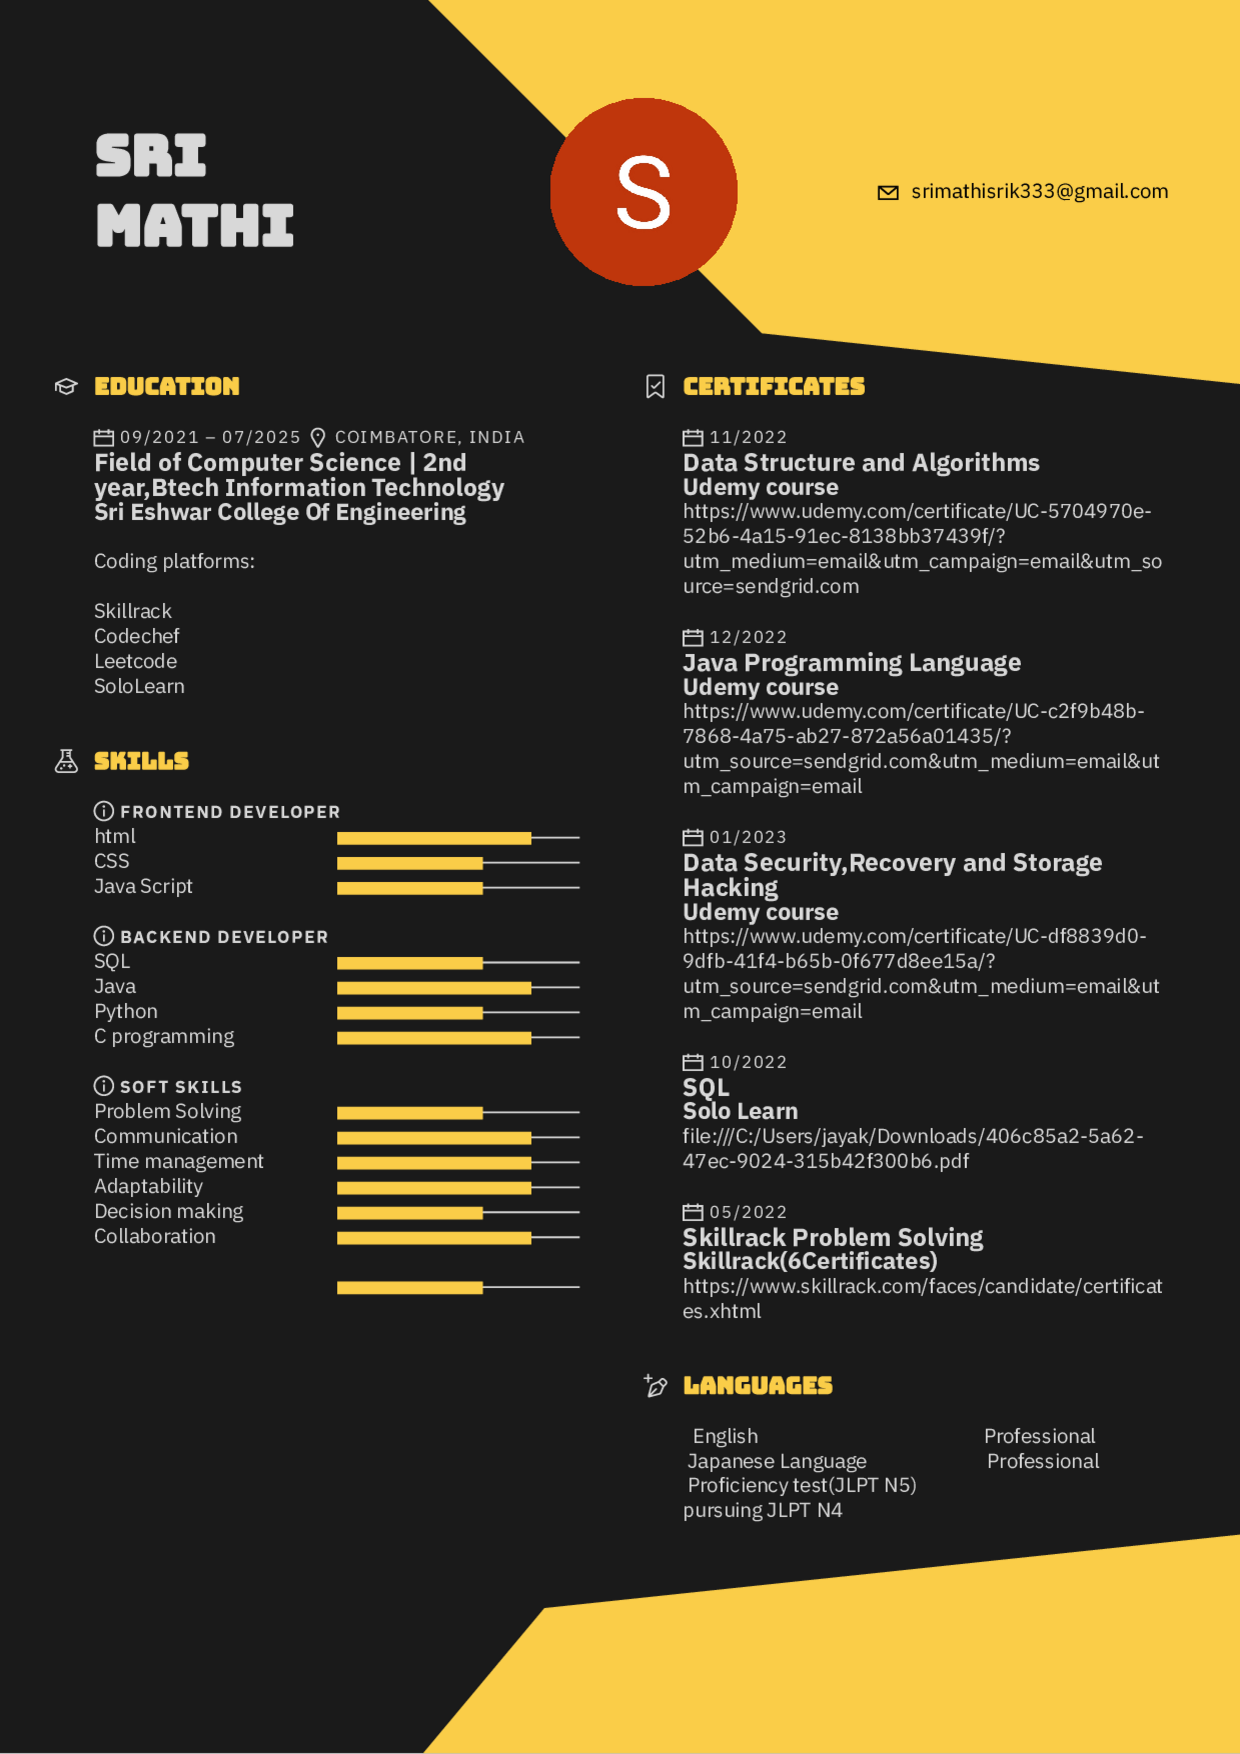 SRI
MATHI
S
srimathisrik333@gmail.com
EDUCATION
09/2021 – 07/2025 COIMBATORE, INDIA
Field of Computer Science | 2nd
year,Btech Information Technology
Sri Eshwar College Of Engineering
Coding platforms:
Skillrack
Codechef
Leetcode
SoloLearn
SKILLS
FRONTEND DEVELOPER
html
CSS
Java Script
BACKEND DEVELOPER
SQL
Java
Python
C programming
SOFT SKILLS
Problem Solving
Communication
Time management
Adaptability
Decision making
Collaboration
CERTIFICATES
11/2022
Data Structure and Algorithms
Udemy course
https://www.udemy.com/certificate/UC-5704970e-
52b6-4a15-91ec-8138bb37439f/?
utm_medium=email&utm_campaign=email&utm_so
urce=sendgrid.com
12/2022
Java Programming Language
Udemy course
https://www.udemy.com/certificate/UC-c2f9b48b-
7868-4a75-ab27-872a56a01435/?
utm_source=sendgrid.com&utm_medium=email&ut
m_campaign=email
01/2023
Data Security,Recovery and Storage
Hacking
Udemy course
https://www.udemy.com/certificate/UC-df8839d0-
9dfb-41f4-b65b-0f677d8ee15a/?
utm_source=sendgrid.com&utm_medium=email&ut
m_campaign=email
10/2022
SQL
Solo Learn
file:///C:/Users/jayak/Downloads/406c85a2-5a62-
47ec-9024-315b42f300b6.pdf
05/2022
Skillrack Problem Solving
Skillrack(6Certificates)
https://www.skillrack.com/faces/candidate/certificat
es.xhtml
LANGUAGES
English Professional
Japanese Language Professional
Proficiency test(JLPT N5)
pursuing JLPT N4